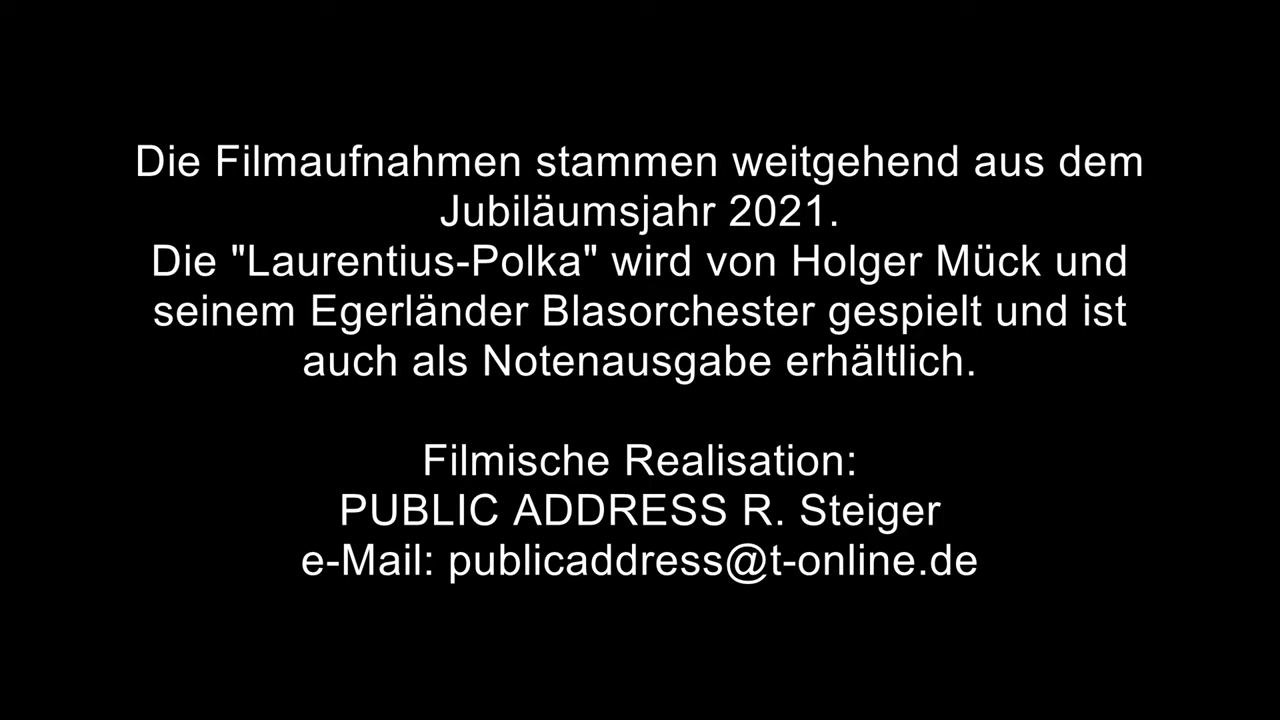 Die Filmaufnahmen stammen weitgehend aus dem
Jubiläumsjahr 2021.
Die "Laurentius-Polka" wird von Holger Mück und
seinem Egerländer Blasorchester gespielt und ist
auch als Notenausgabe erhältlich.
Filmische Realisation:
PUBLIC ADDRESS R. Steiger
e-Mail: publicaddress@t-online.de